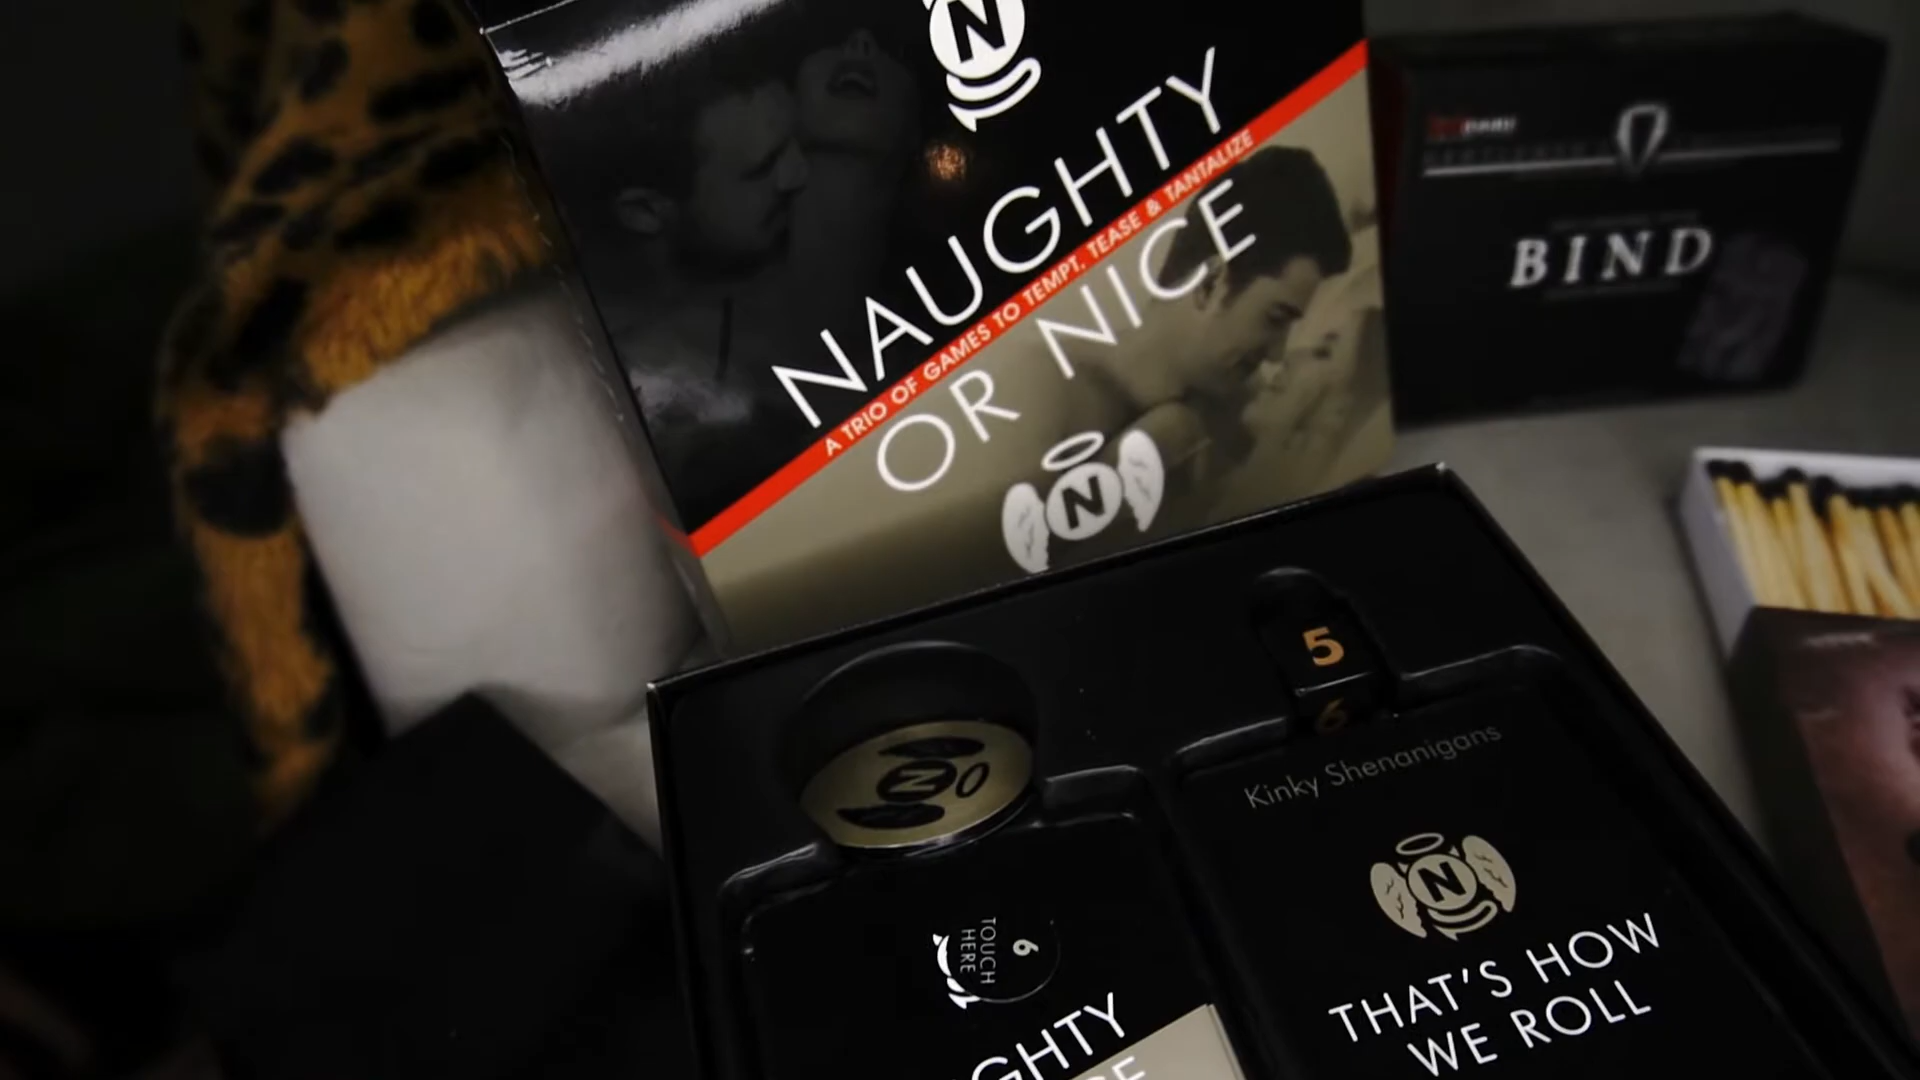 N
NAUGHTY
A TRIO OF GAMES TO TEMPT, TEASE & TANTALIZE
OR NICE
N
BIND
5
6
Kinky Shenanigans
N
N
6
TOUCH
HERE
THAT'S HOW
WE ROLL
GHTY
CE